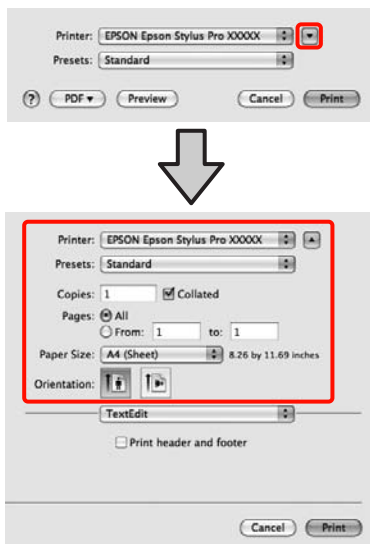 Printer: EPSON Epson Stylus Pro XXXXX
Presets: Standard
? PDF▼ Preview Cancel Print
Printer: EPSON Epson Stylus Pro XXXXX
Presets: Standard
Copies: 1 Collated
Pages: All
From: 1 to: 1
Paper Size: A4 (Sheet) 8.26 by 11.69 inches
Orientation:
TextEdit
Print header and footer
Cancel Print